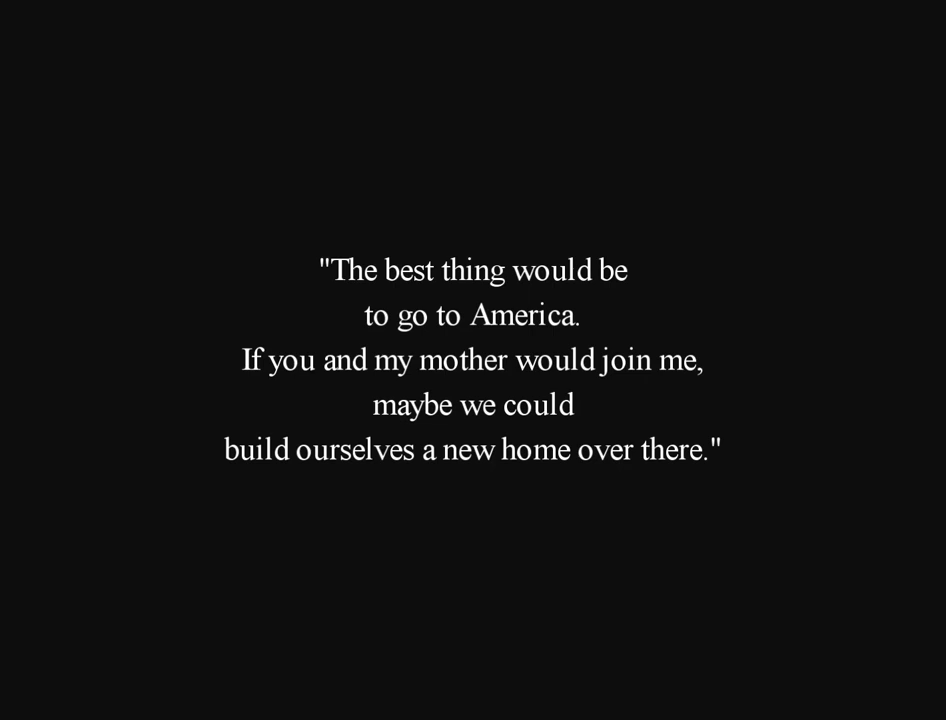 "The best thing would be
to go to America.
If you and my mother would join me,
maybe we could
build ourselves a new home over there."